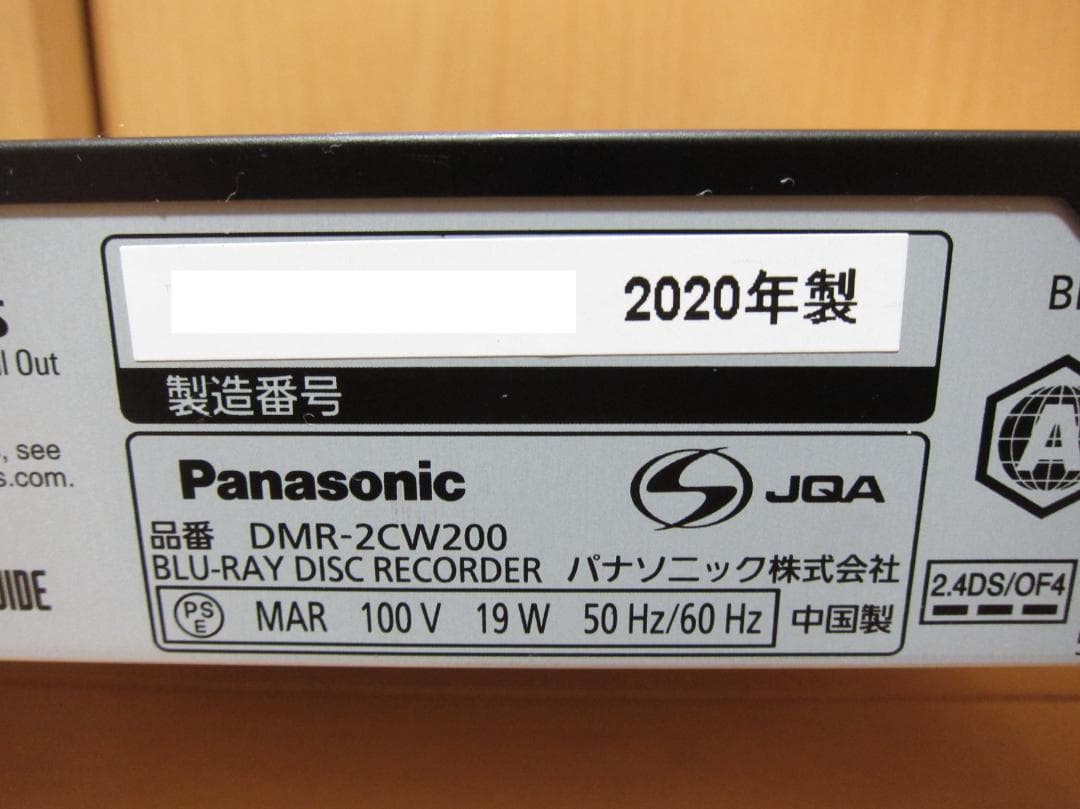 2020年製
製造番号
l Out
, see
s.com.
UIDE
Panasonic
JQA
品番 DMR-2CW200
BLU-RAY DISC RECORDER パナソニック株式会社
PS
E
MAR 100 V 19 W 50 Hz/60 Hz
中国製
A
2.4DS/OF4